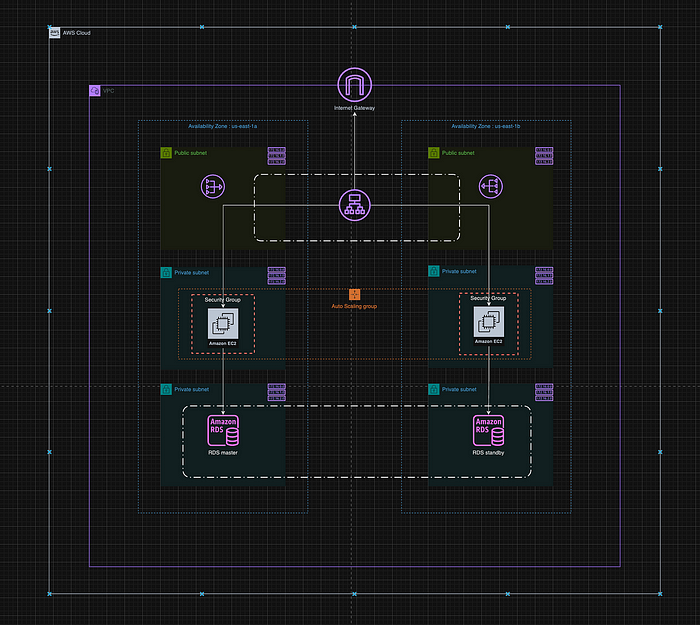 aws
AWS Cloud
VPC
Internet Gateway
Availability Zone : us-east-1a
Availability Zone : us-east-1b
Public subnet
Public subnet
Private subnet
Private subnet
Security Group
Security Group
Auto Scaling group
Amazon EC2
Amazon EC2
Private subnet
Private subnet
Amazon
RDS
Amazon
RDS
RDS master
RDS standby